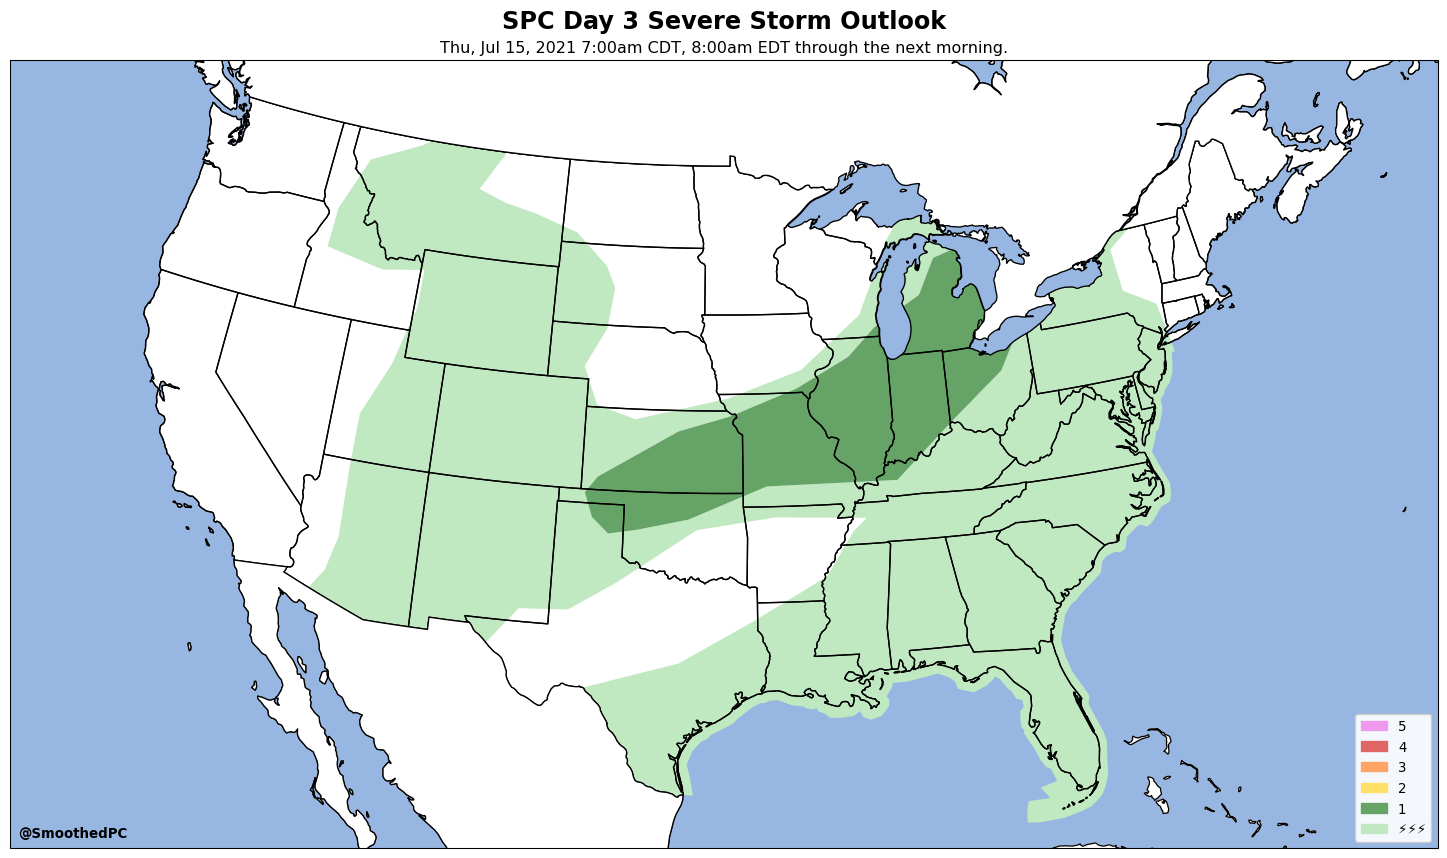 SPC Day 3 Severe Storm Outlook
Thu, Jul 15, 2021 7:00am CDT, 8:00am EDT through the next morning.
5
4
3
2
1
⚡⚡⚡
@SmoothedPC